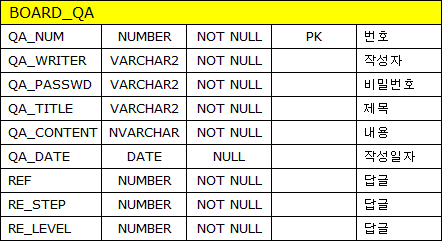 BOARD_QA
QA_NUM NUMBER NOT NULL PK 번호
QA_WRITER VARCHAR2 NOT NULL 작성자
QA_PASSWD VARCHAR2 NOT NULL 비밀번호
QA_TITLE VARCHAR2 NOT NULL 제목
QA_CONTENT NVARCHAR NOT NULL 내용
QA_DATE DATE NULL 작성일자
REF NUMBER NOT NULL 답글
RE_STEP NUMBER NOT NULL 답글
RE_LEVEL NUMBER NOT NULL 답글